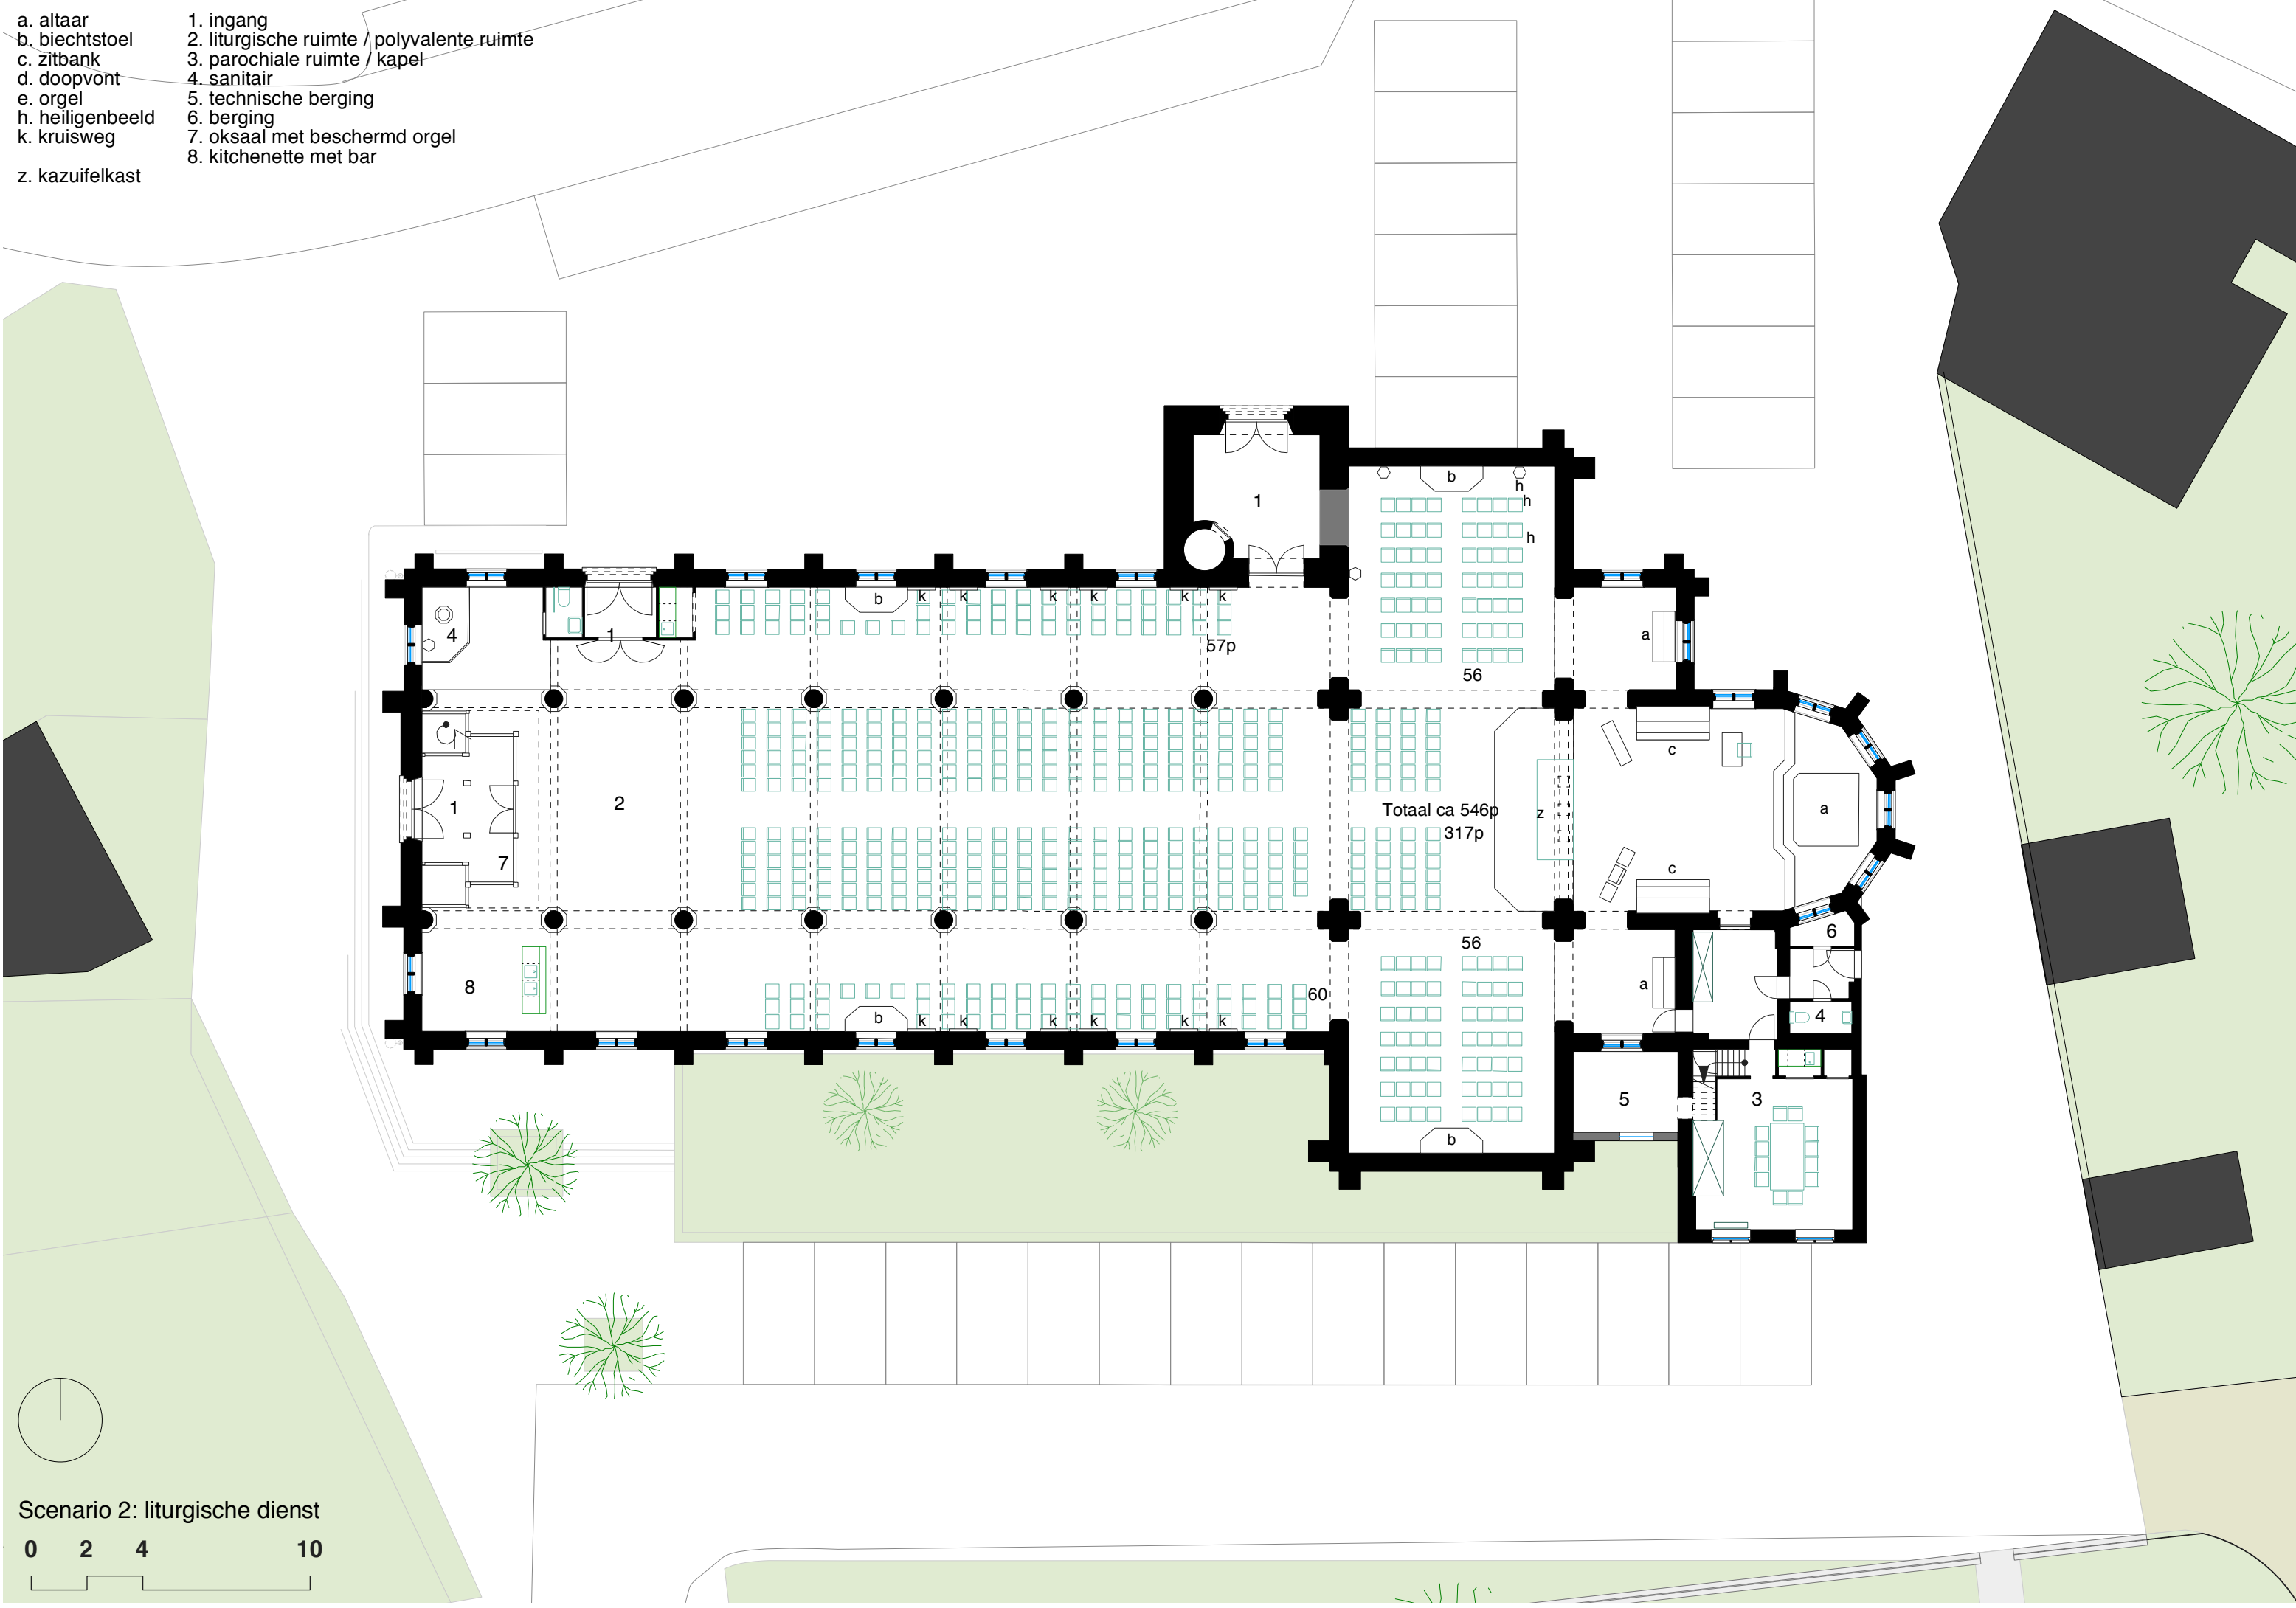 a. altaar
b. biechtstoel
c. zitbank
d. doopvont
e. orgel
h. heiligenbeeld
k. kruisweg
z. kazuifelkast
1. ingang
2. liturgische ruimte / polyvalente ruimte
3. parochiale ruimte / kapel
4. sanitair
5. technische berging
6. berging
7. oksaal met beschermd orgel
8. kitchenette met bar
b
h
h
1
h
b
k
k
k
k
k
k
4
1
a
57p
56
c
1
2
Totaal ca 546p
z
a
317p
7
c
6
56
8
60
a
b
k
k
k
k
k
k
4
5
3
b
Scenario 2: liturgische dienst
0 2 4 10